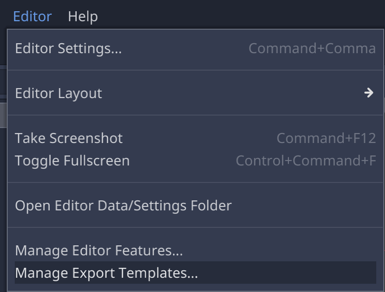 Editor Help
Editor Settings... Command+Comma
Editor Layout
Take Screenshot Command+F12
Toggle Fullscreen Control+Command+F
Open Editor Data/Settings Folder
Manage Editor Features...
Manage Export Templates...